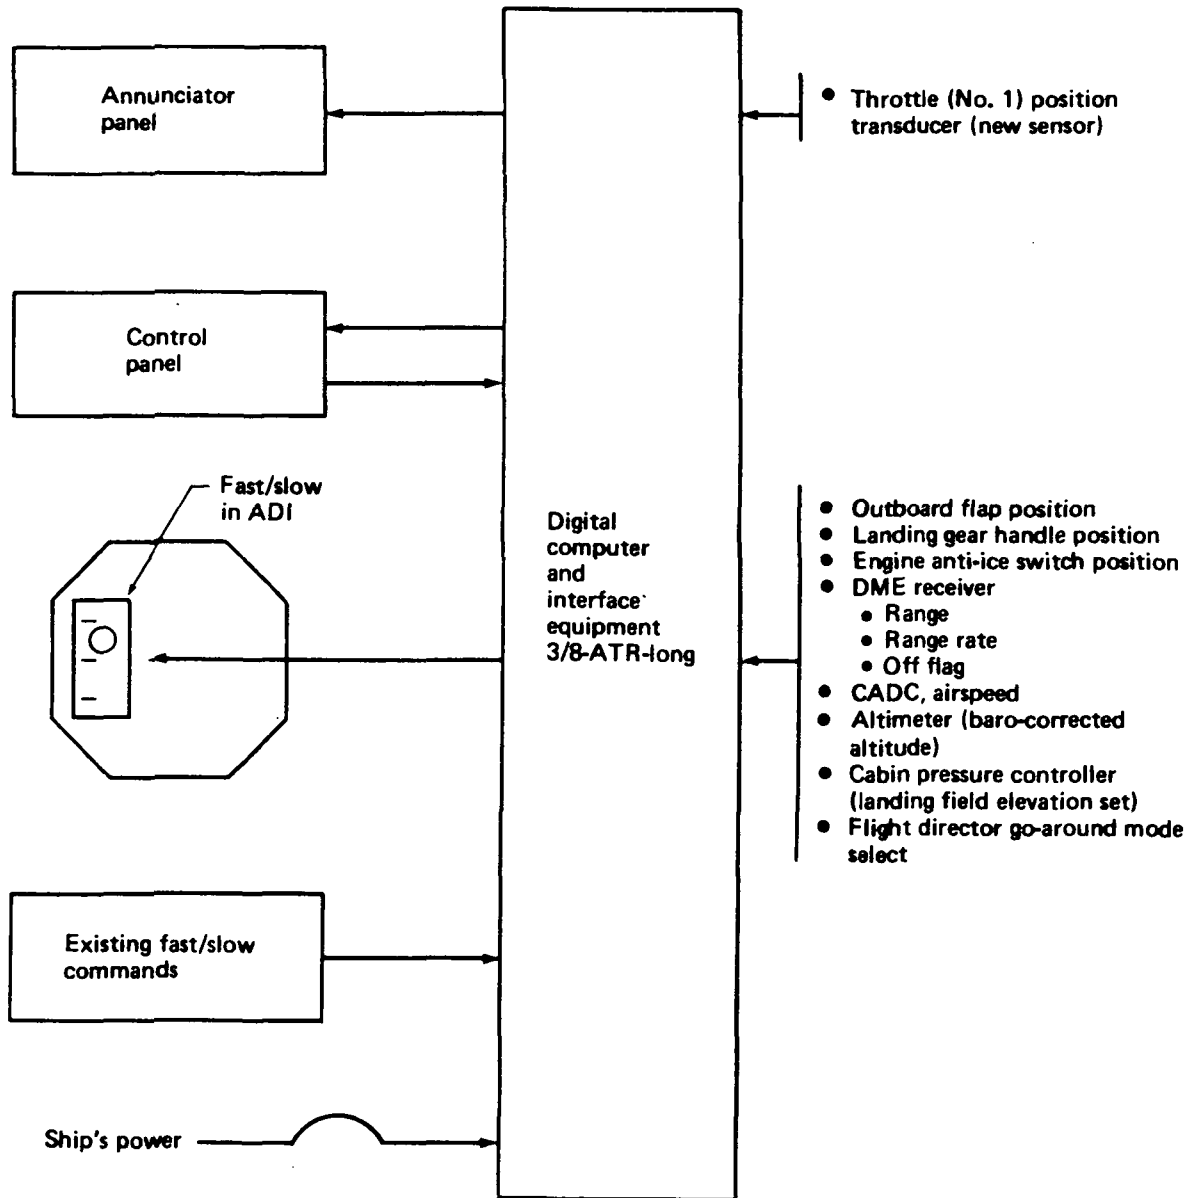 Annunciator
panel
Control
panel
Fast/slow
in ADI
Existing fast/slow
commands
Ship's power
Digital
computer
and
interface
equipment
3/8-ATR-long
● Throttle (No. 1) position
transducer (new sensor)
● Outboard flap position
● Landing gear handle position
● Engine anti-ice switch position
● DME receiver
● Range
● Range rate
● Off flag
● CADC, airspeed
● Altimeter (baro-corrected
altitude)
● Cabin pressure controller
(landing field elevation set)
● Flight director go-around mode
select